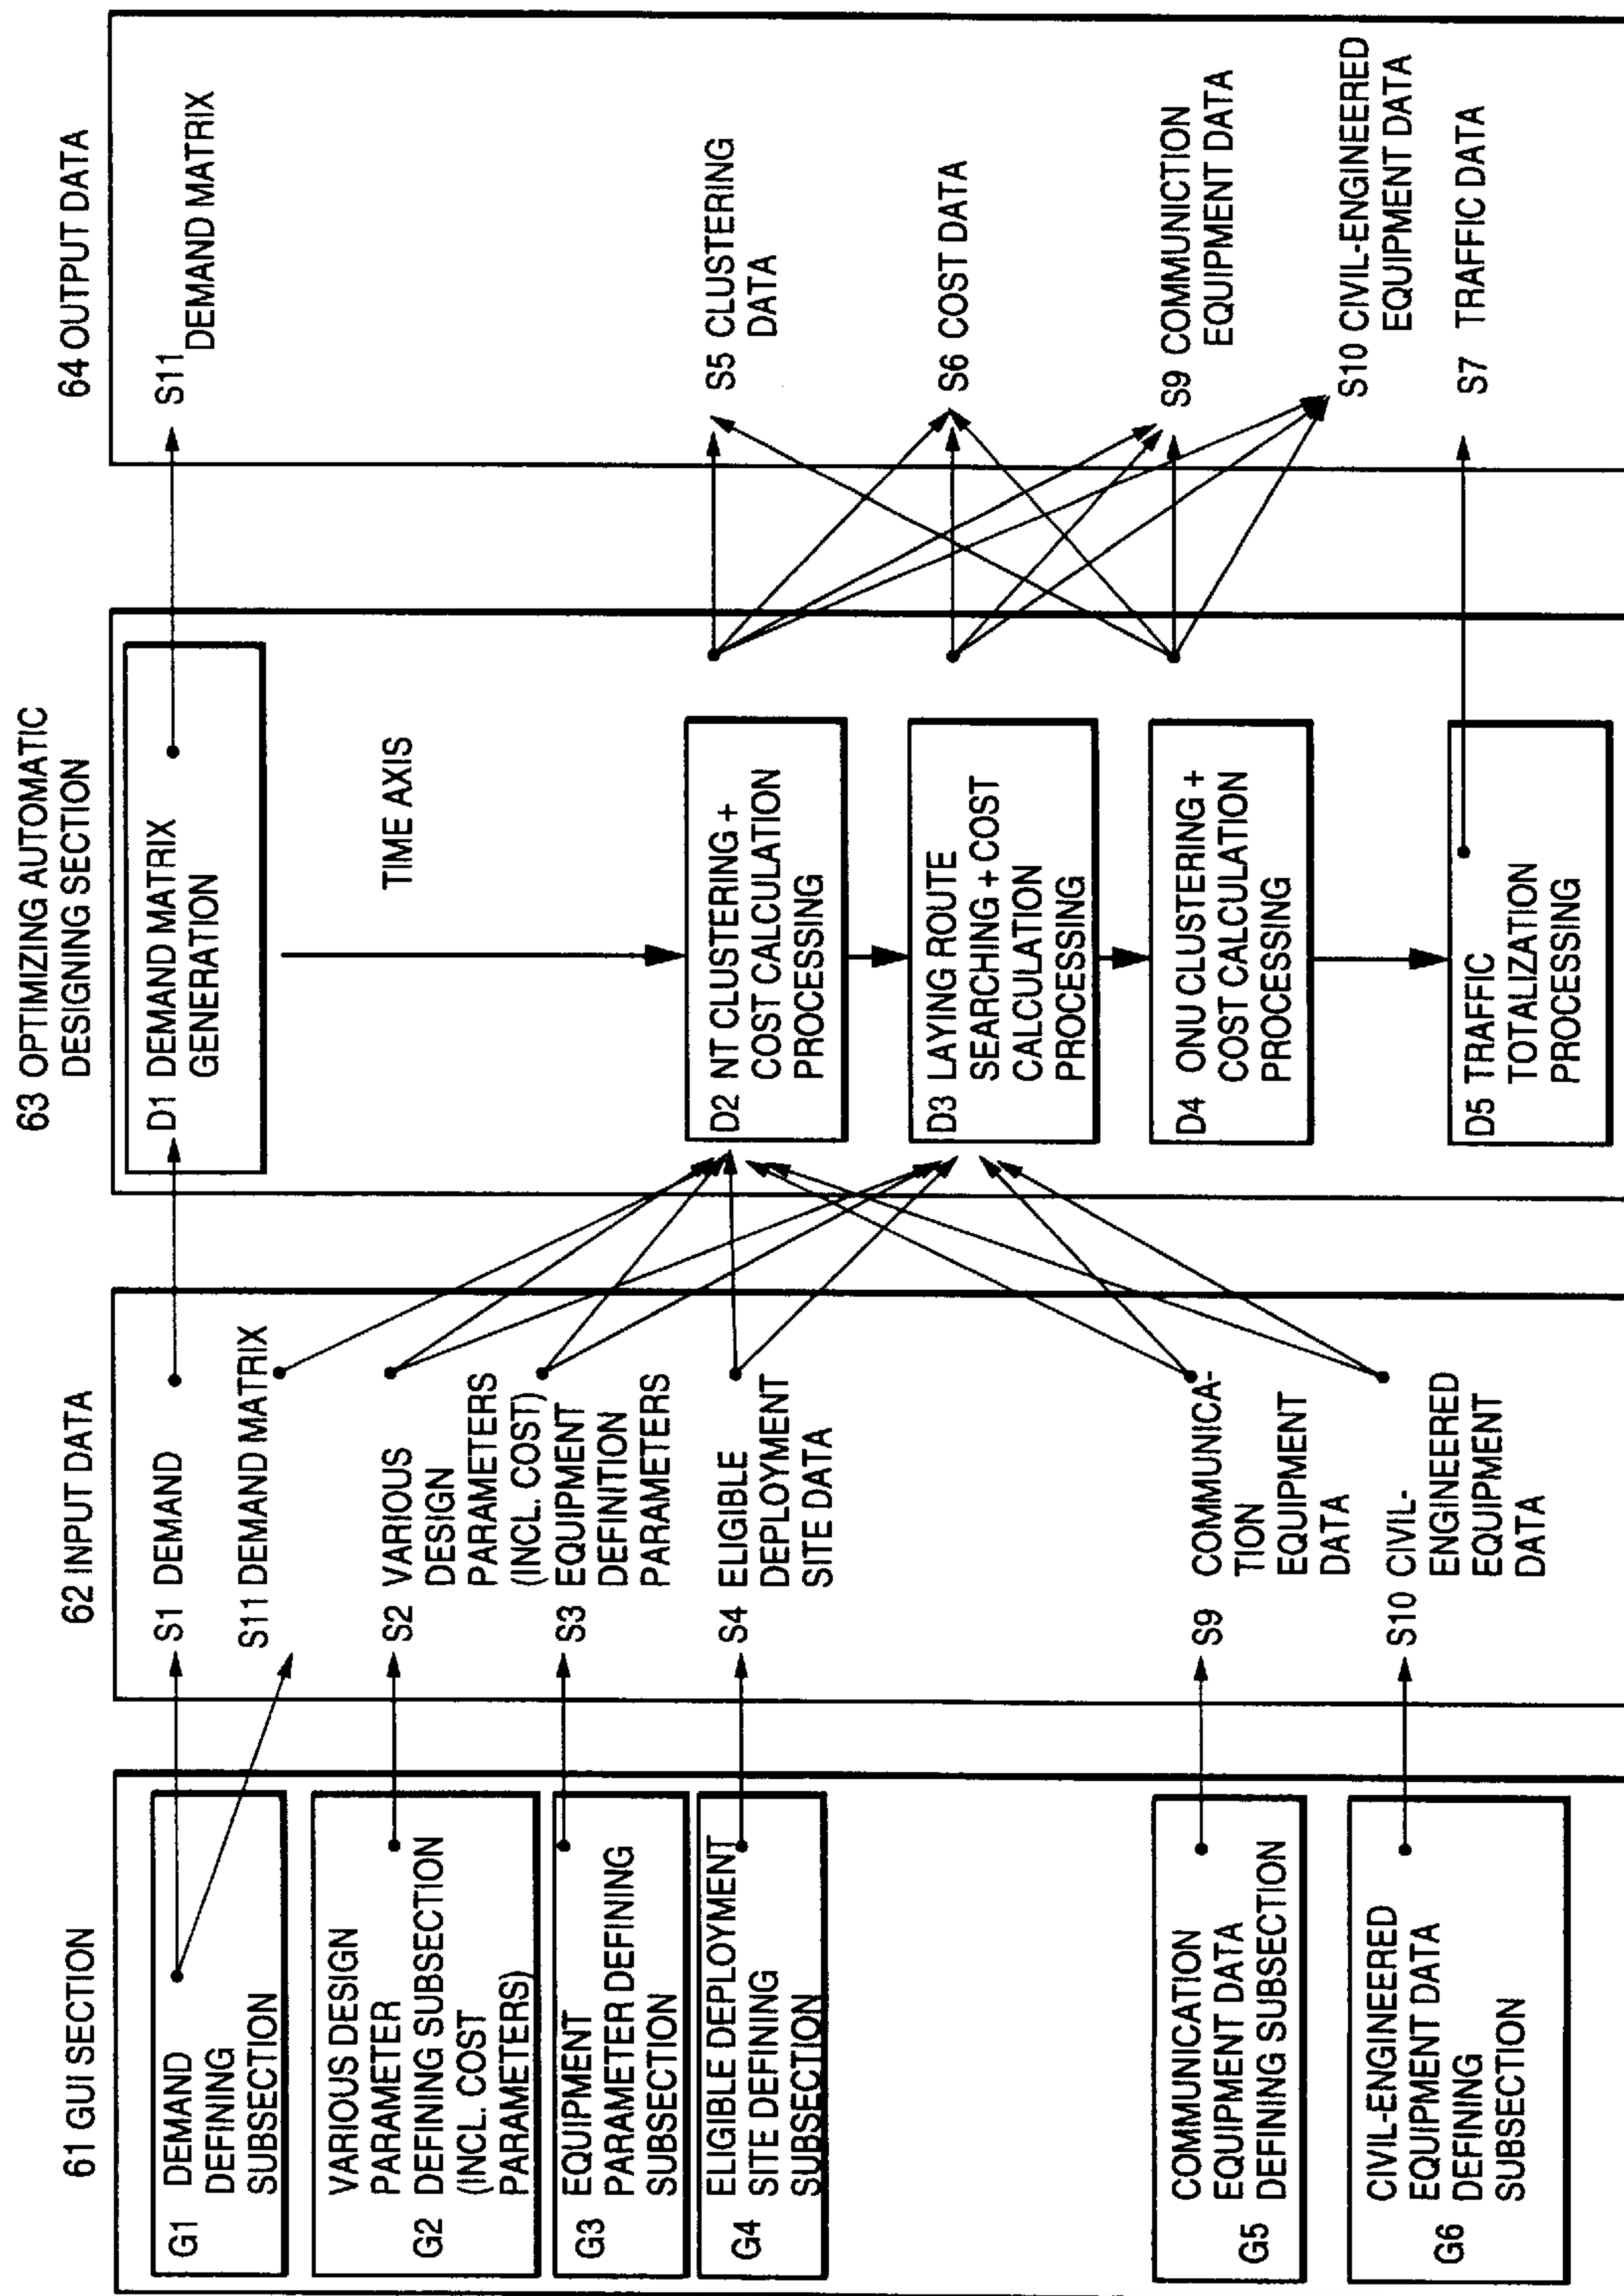 61 GUI SECTION
G1 DEMAND
DEFINING
SUBSECTION
VARIOUS DESIGN
PARAMETER
G2 DEFINING SUBSECTION
(INCL. COST
PARAMETERS)
EQUIPMENT
G3 PARAMETER DEFINING
SUBSECTION
ELIGIBLE DEPLOYMENT
G4 SITE DEFINING
SUBSECTION
COMMUNICATION
EQUIPMENT DATA
G5 DEFINING SUBSECTION
CIVIL-ENGINEERED
EQUIPMENT DATA
G6 DEFINING
SUBSECTION
62 INPUT DATA
S1 DEMAND
S11 DEMAND MATRIX
S2 VARIOUS
DESIGN
PARAMETERS
(INCL. COST)
S3 EQUIPMENT
DEFINITION
PARAMETERS
S4 ELIGIBLE
DEPLOYMENT
SITE DATA
S9 COMMUNICA-
TION
EQUIPMENT
DATA
S10 CIVIL-
ENGINEERED
EQUIPMENT
DATA
63 OPTIMIZING AUTOMATIC
DESIGNING SECTION
D1 DEMAND MATRIX
GENERATION
TIME AXIS
D2 NT CLUSTERING +
COST CALCULATION
PROCESSING
D3 LAYING ROUTE
SEARCHING + COST
CALCULATION
PROCESSING
D4 ONU CLUSTERING +
COST CALCULATION
PROCESSING
D5 TRAFFIC
TOTALIZATION
PROCESSING
64 OUTPUT DATA
S11
DEMAND MATRIX
S5 CLUSTERING
DATA
S6 COST DATA
S9 COMMUNICTION
EQUIPMENT DATA
S10 CIVIL-ENGINEERED
EQUIPMENT DATA
S7 TRAFFIC DATA